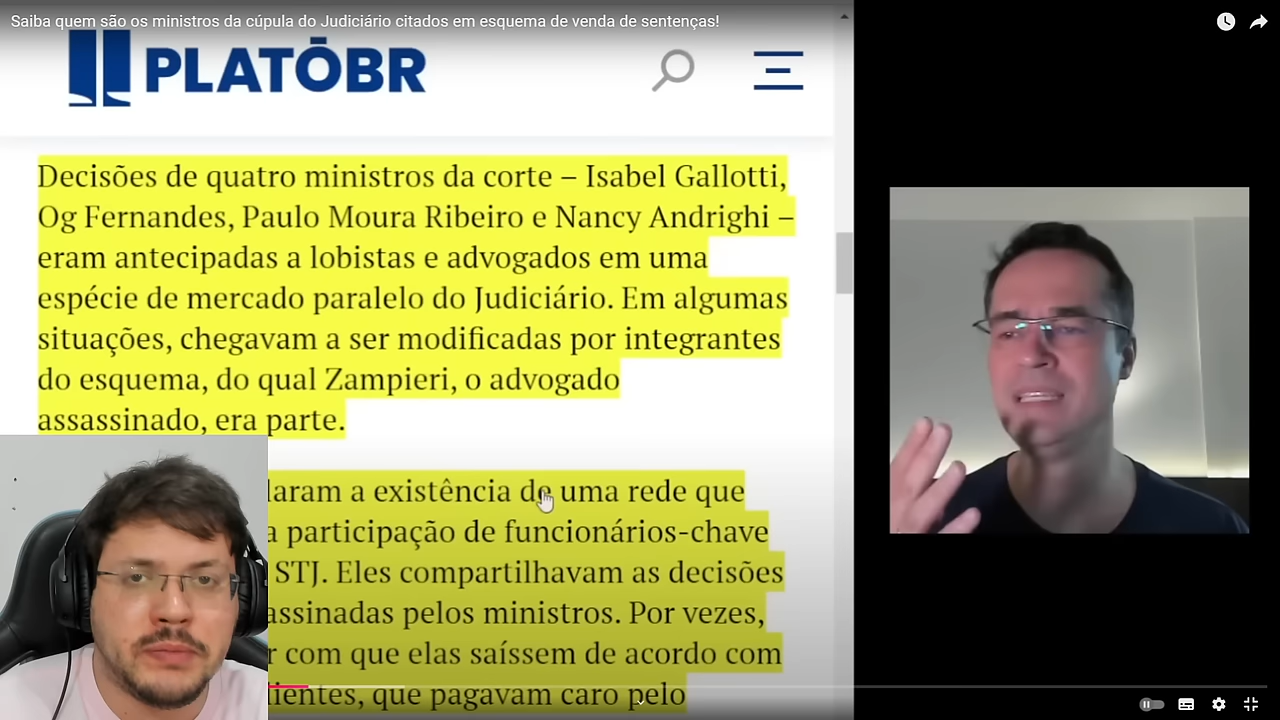 Saiba quem são os ministros da cúpula do Judiciário citados em esquema de venda de sentenças!
PLATŌBR
Decisões de quatro ministros da corte – Isabel Gallotti,
Og Fernandes, Paulo Moura Ribeiro e Nancy Andrighi –
eram antecipadas a lobistas e advogados em uma
espécie de mercado paralelo do Judiciário. Em algumas
situações, chegavam a ser modificadas por integrantes
do esquema, do qual Zampieri, o advogado
assassinado, era parte.
laram a existência de uma rede que
a participação de funcionários-chave
STJ. Eles compartilhavam as decisões
assinadas pelos ministros. Por vezes,
r com que elas saíssem de acordo com
lientes, que pagavam caro pelo